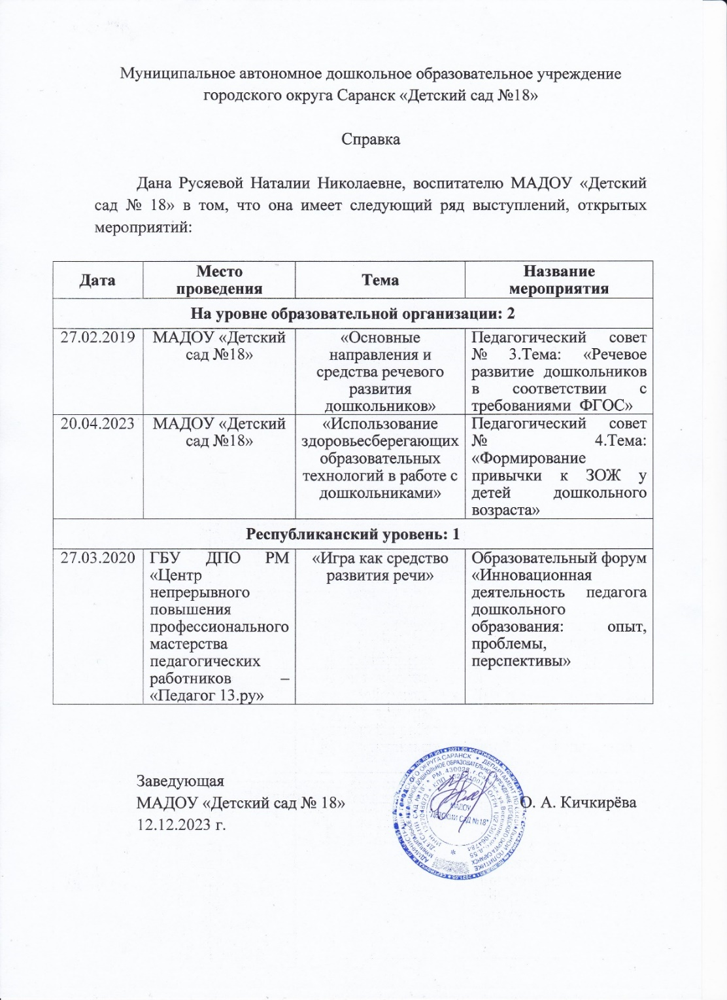 Муниципальное автономное дошкольное образовательное учреждение
городского округа Саранск «Детский сад №18»
Справка
Дана Русяевой Наталии Николаевне, воспитателю МАДОУ «Детский
сад № 18» в том, что она имеет следующий ряд выступлений, открытых
мероприятий:
Дата
Место
проведения
Тема
Название
мероприятия
На уровне образовательной организации: 2
27.02.2019
МАДОУ «Детский
сад №18»
«Основные
направления и
средства речевого
развития
дошкольников»
Педагогический совет
№ 3.Тема: «Речевое
развитие дошкольников
в соответствии с
требованиями ФГОС»
20.04.2023
МАДОУ «Детский
сад №18»
«Использование
здоровьесберегающих
образовательных
технологий в работе с
дошкольниками»
Педагогический совет
№ 4.Тема:
«Формирование
привычки к ЗОЖ у
детей дошкольного
возраста»
Республиканский уровень: 1
27.03.2020
ГБУ ДПО РМ
«Центр
непрерывного
повышения
профессионального
мастерства
педагогических
работников –
«Педагог 13.ру»
«Игра как средство
развития речи»
Образовательный форум
«Инновационная
деятельность педагога
дошкольного
образования: опыт,
проблемы,
перспективы»
Заведующая
МАДОУ «Детский сад № 18»
О. А. Кичкирёва
12.12.2023 г.
МАДОУ
"ДЕТСКИЙ САД №18"